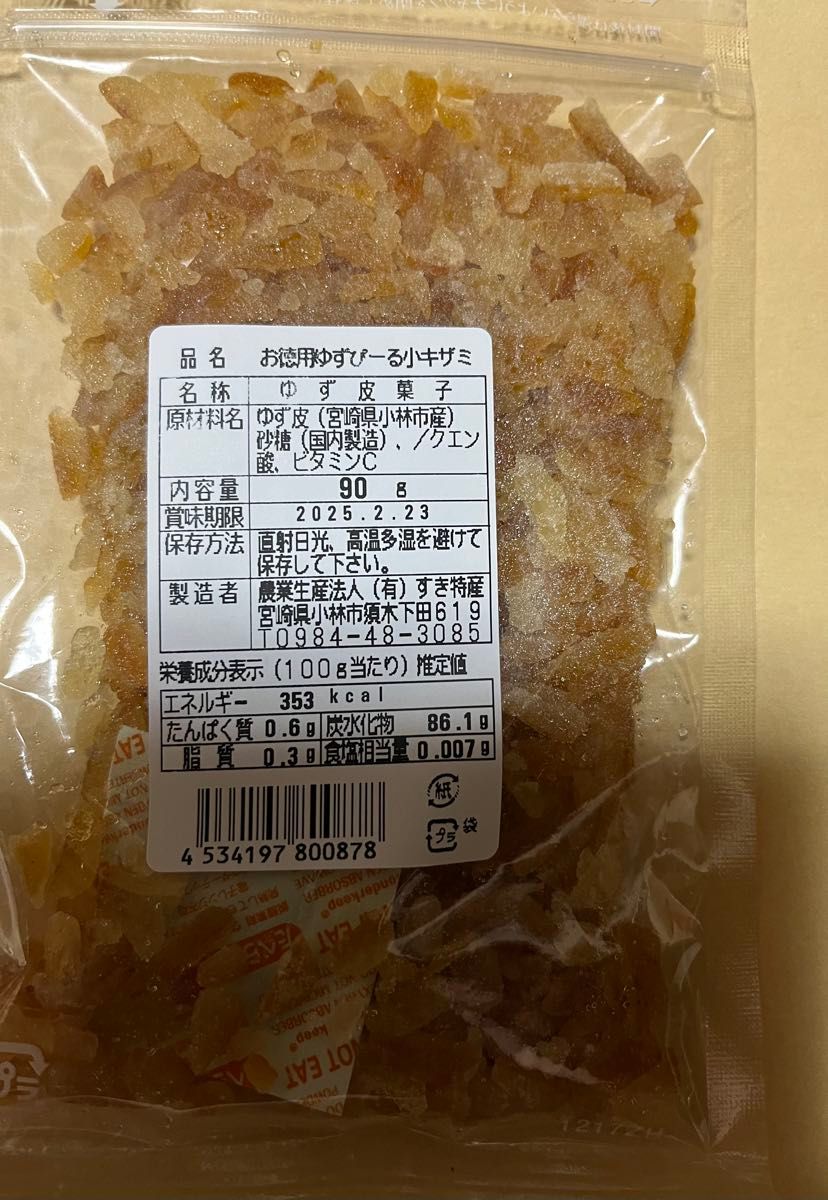 品名 お徳用ゆずぴーる小キザミ
名称 ゆず皮菓子
原材料名 ゆず皮(宮崎県小林市産)
砂糖(国内製造)、/クエン
酸、ビタミンC
内容量 90 g
賞味期限 2025.2.23
保存方法 直射日光、高温多湿を避けて
保存して下さい。
製造者 農業生産法人(有)すき特産
宮崎県小林市須木下田619
T0984-48-3085
栄養成分表示(100g当たり)推定値
エネルギー 353 kcal
たんぱく質 0.6g 炭水化物 86.1g
脂質 0.3g 食塩相当量 0.007g
紙
プラ 袋
4 534197 800878
NOT EAT
プラ